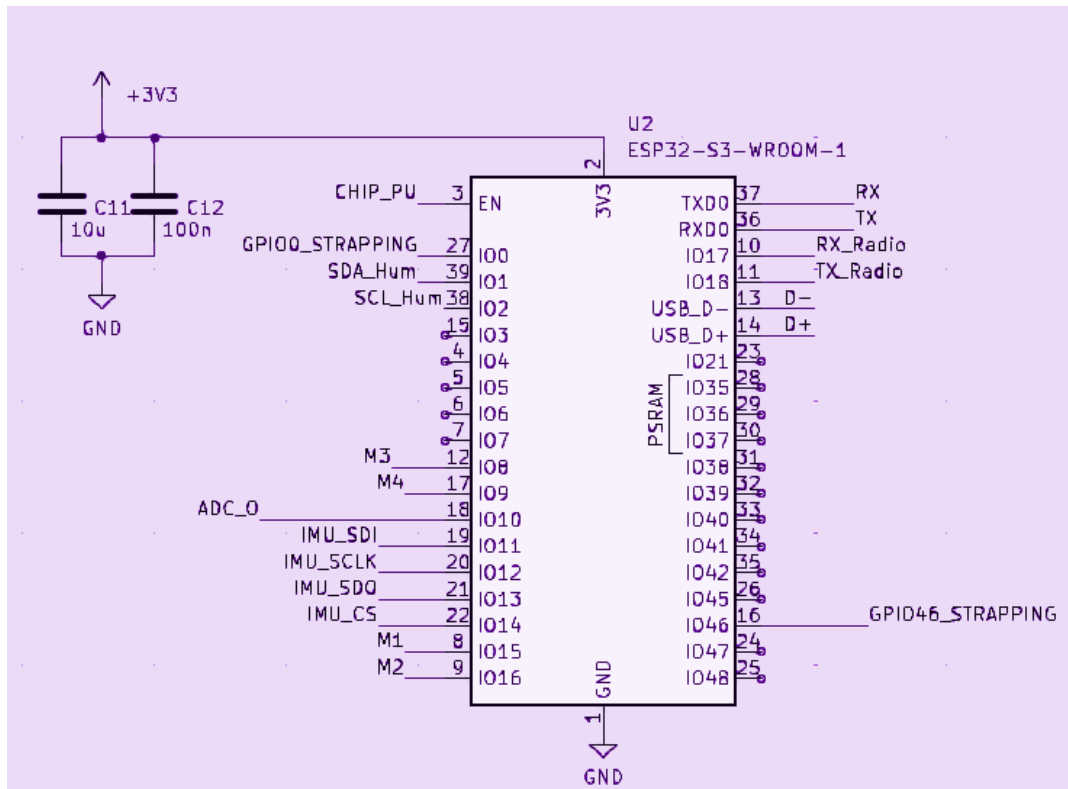 +3V3
C11
10u
C12
100n
GND
U2
ESP32-S3-WROOM-1
2
3V3
CHIP_PU 3 EN
GPIO0_STRAPPING 27 IO0
SDA_Hum 39 IO1
SCL_Hum 38 IO2
15 IO3
4 IO4
5 IO5
6 IO6
7 IO7
M3 12 IO8
M4 17 IO9
ADC_O 18 IO10
IMU_SDI 19 IO11
IMU_SCLK 20 IO12
IMU_SDO 21 IO13
IMU_CS 22 IO14
M1 8 IO15
M2 9 IO16
TXD0 37 RX
RXD0 36 TX
IO17 10 RX_Radio
IO18 11 TX_Radio
USB_D- 13 D-
USB_D+ 14 D+
IO21 23
PSRAM
IO35 28
IO36 29
IO37 30
IO38 31
IO39 32
IO40 33
IO41 34
IO42 35
IO45 26
IO46 16 GPIO46_STRAPPING
IO47 24
IO48 25
GND
1
GND